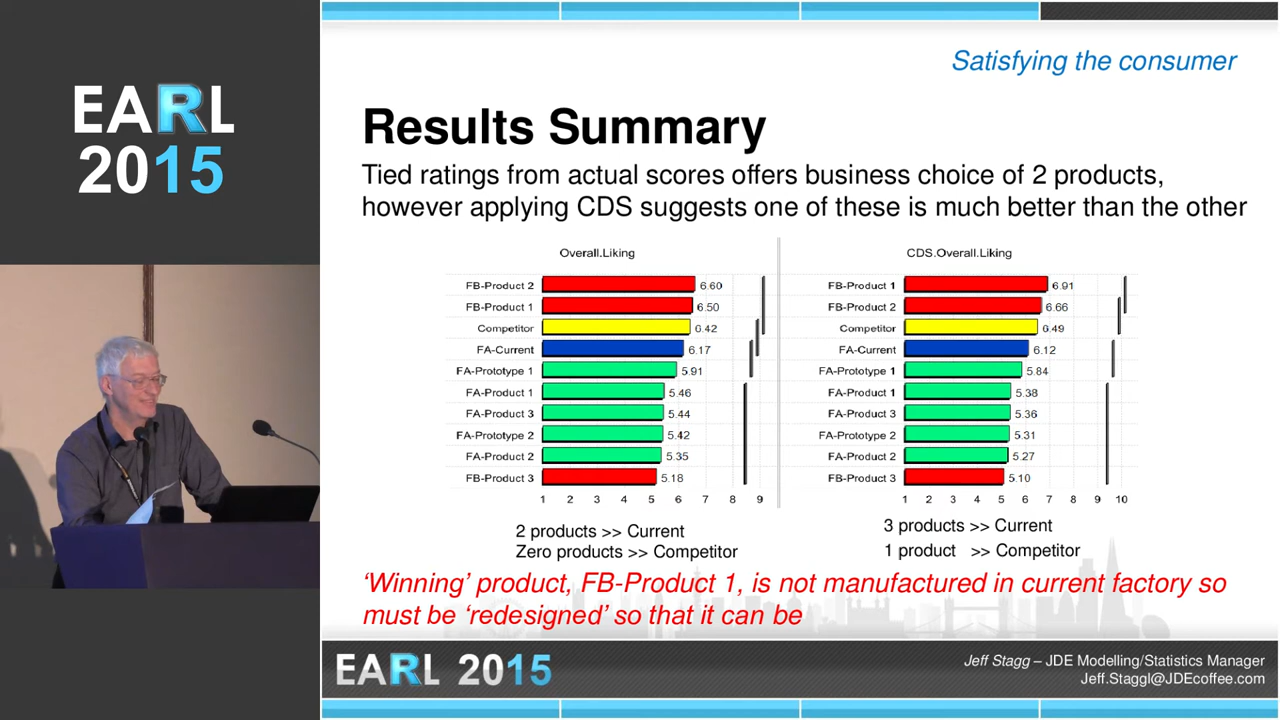 EARL
2015
Satisfying the consumer
Results Summary
Tied ratings from actual scores offers business choice of 2 products,
however applying CDS suggests one of these is much better than the other
Overall.Liking
FB-Product 2 6.60
FB-Product 1 6.50
Competitor 6.42
FA-Current 6.17
FA-Prototype 1 5.91
FA-Product 1 5.46
FA-Product 3 5.44
FA-Prototype 2 5.42
FA-Product 2 5.35
FB-Product 3 5.18
1 2 3 4 5 6 7 8 9
2 products >> Current
Zero products >> Competitor
CDS.Overall.Liking
FB-Product 1 6.91
FB-Product 2 6.66
Competitor 6.49
FA-Current 6.12
FA-Prototype 1 5.84
FA-Product 1 5.38
FA-Product 3 5.36
FA-Prototype 2 5.31
FA-Product 2 5.27
FB-Product 3 5.10
1 2 3 4 5 6 7 8 9 10
3 products >> Current
1 product >> Competitor
‘Winning’ product, FB-Product 1, is not manufactured in current factory so
must be ‘redesigned’ so that it can be
EARL 2015
Jeff Stagg – JDE Modelling/Statistics Manager
Jeff.Staggl@JDEcoffee.com